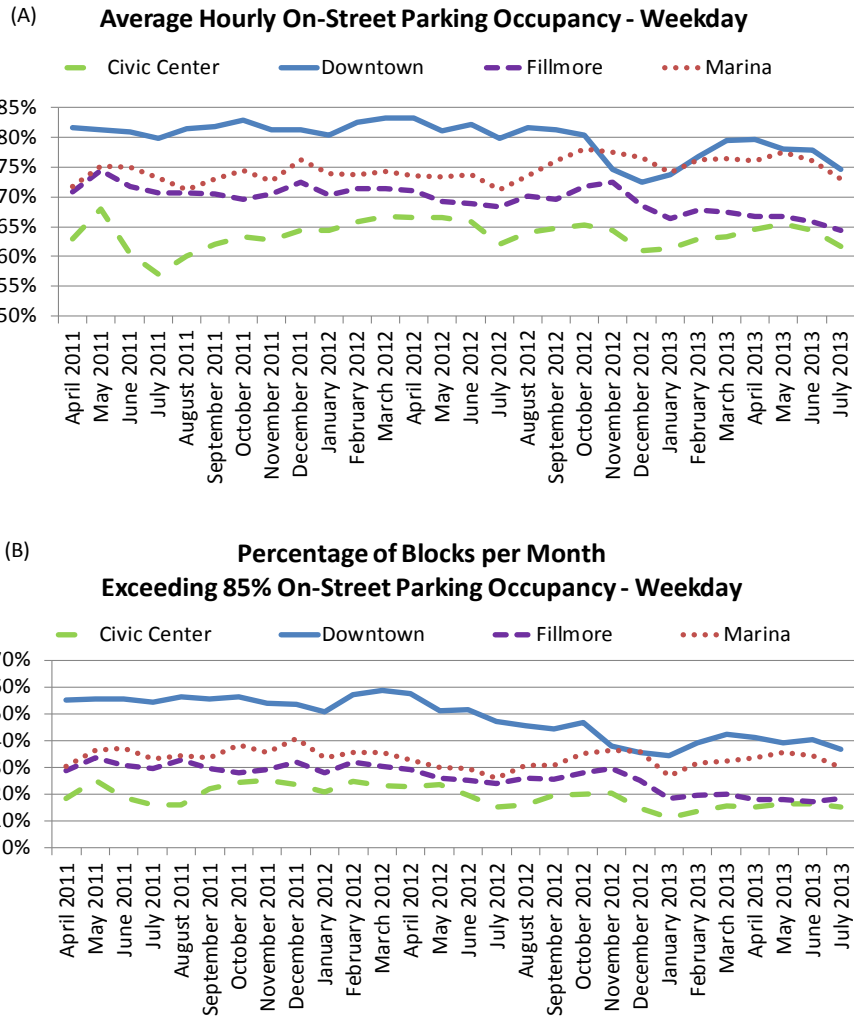 (A)
Average Hourly On-Street Parking Occupancy - Weekday
Civic Center Downtown Fillmore Marina
85%
80%
75%
70%
65%
60%
55%
50%
April 2011
May 2011
June 2011
July 2011
August 2011
September 2011
October 2011
November 2011
December 2011
January 2012
February 2012
March 2012
April 2012
May 2012
June 2012
July 2012
August 2012
September 2012
October 2012
November 2012
December 2012
January 2013
February 2013
March 2013
April 2013
May 2013
June 2013
July 2013
(B)
Percentage of Blocks per Month
Exceeding 85% On-Street Parking Occupancy - Weekday
Civic Center Downtown Fillmore Marina
70%
60%
50%
40%
30%
20%
10%
0%
April 2011
May 2011
June 2011
July 2011
August 2011
September 2011
October 2011
November 2011
December 2011
January 2012
February 2012
March 2012
April 2012
May 2012
June 2012
July 2012
August 2012
September 2012
October 2012
November 2012
December 2012
January 2013
February 2013
March 2013
April 2013
May 2013
June 2013
July 2013